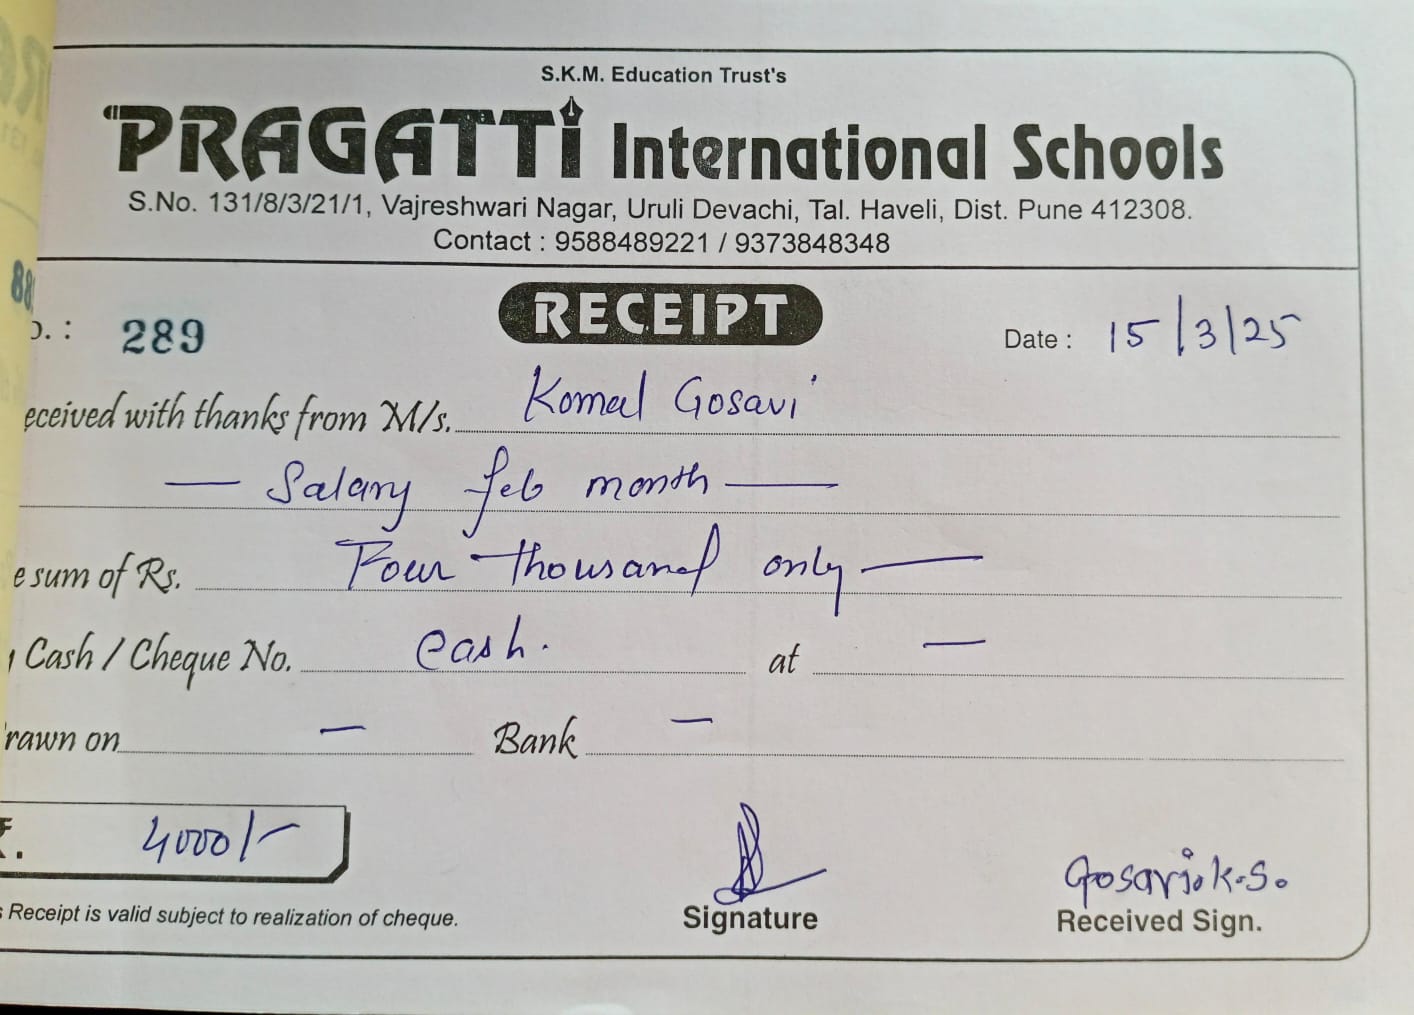 S.K.M. Education Trust's
PRAGATTi International Schools
S.No. 131/8/3/21/1, Vajreshwari Nagar, Uruli Devachi, Tal. Haveli, Dist. Pune 412308.
Contact : 9588489221 / 9373848348
o. : 289 RECEIPT Date : 15/3/25
eceived with thanks from M/s. Komal Gosavi
— Salary feb month —
e sum of Rs. Four thousand only —
Cash / Cheque No. cash. at —
rawn on — Bank —
₹. 4000/-
s Receipt is valid subject to realization of cheque.
Signature
Gosavi.k.s.
Received Sign.